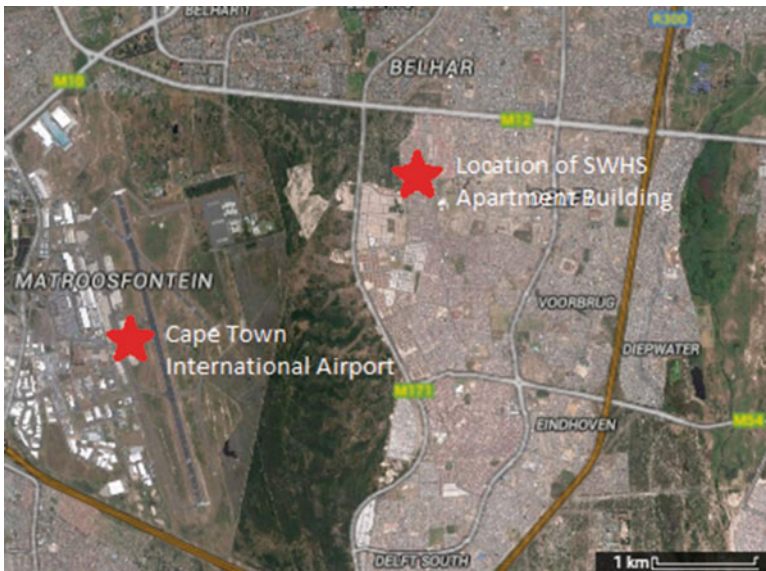 BELHAR 1
R300
M10
BELHAR
M12
Location of SWHS
Apartment Building
MATROOSFONTEIN
VOORBRUG
Cape Town
International Airport
DIEPWATER
M171
M54
EINDHOVEN
DELFT SOUTH
1 km